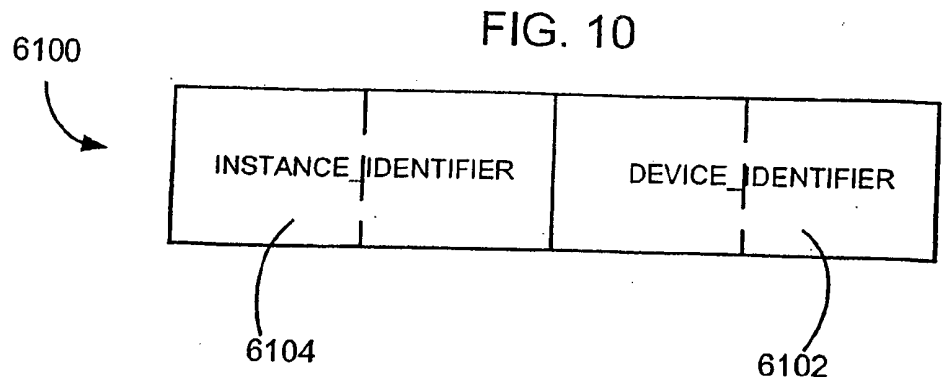 FIG. 10
6100
INSTANCE_IDENTIFIER
DEVICE_IDENTIFIER
6104
6102